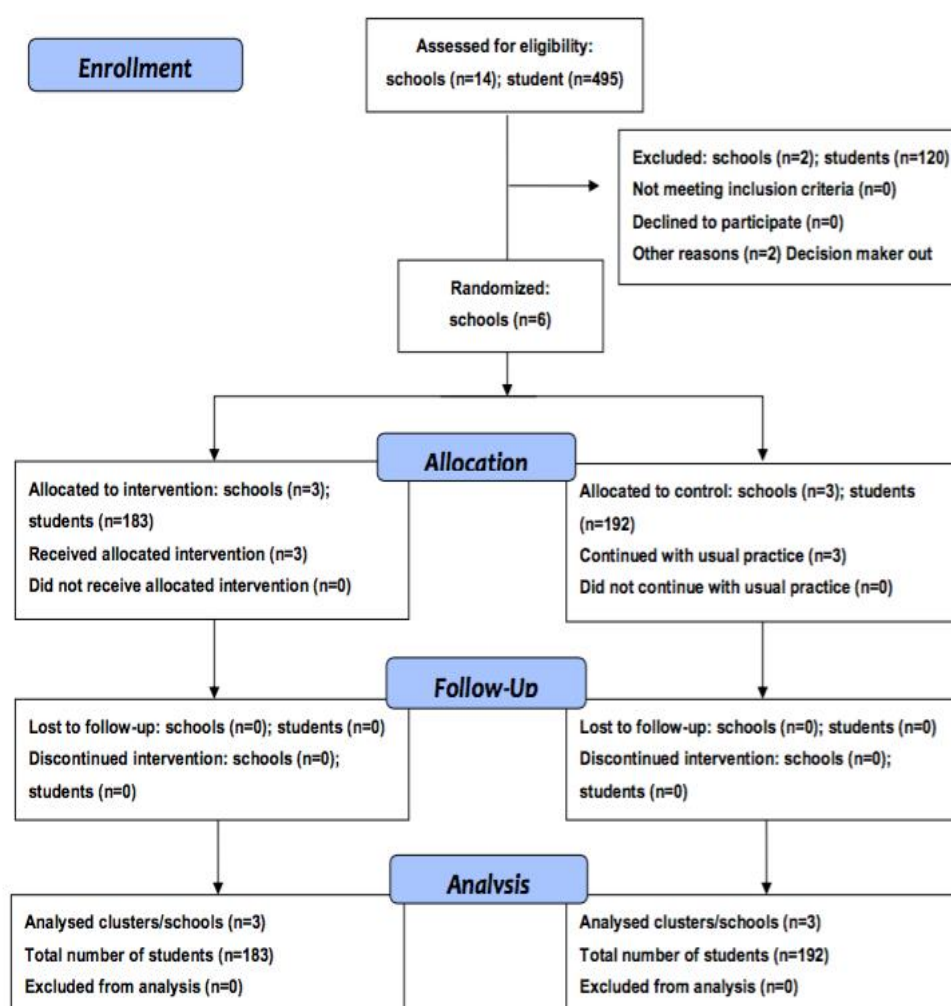 Enrollment
Assessed for eligibility:
schools (n=14); student (n=495)
Excluded: schools (n=2); students (n=120)
Not meeting inclusion criteria (n=0)
Declined to participate (n=0)
Other reasons (n=2) Decision maker out
Randomized:
schools (n=6)
Allocation
Allocated to intervention: schools (n=3);
students (n=183)
Received allocated intervention (n=3)
Did not receive allocated intervention (n=0)
Allocated to control: schools (n=3); students
(n=192)
Continued with usual practice (n=3)
Did not continue with usual practice (n=0)
Follow-Up
Lost to follow-up: schools (n=0); students (n=0)
Discontinued intervention: schools (n=0);
students (n=0)
Lost to follow-up: schools (n=0); students (n=0)
Discontinued intervention: schools (n=0);
students (n=0)
Analysis
Analysed clusters/schools (n=3)
Total number of students (n=183)
Excluded from analysis (n=0)
Analysed clusters/schools (n=3)
Total number of students (n=192)
Excluded from analysis (n=0)